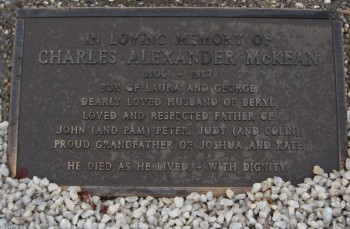 IN LOVING MEMORY OF
CHARLES ALEXANDER McKEAN
1906 - 1987
SON OF LAURA AND GEORGE
DEARLY LOVED HUSBAND OF BERYL
LOVED AND RESPECTED FATHER OF
JOHN (AND PAM) PETER, JUDY (AND COLIN)
PROUD GRANDFATHER OF JOSHUA AND KATE
HE DIED AS HE LIVED - WITH DIGNITY